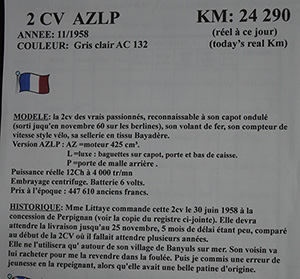 2 CV  AZLP
KM: 24 290
ANNEE: 11/1958
(réel à ce jour)
COULEUR:  Gris clair AC 132
(today's real Km)
MODELE: la 2cv des vrais passionnés, reconnaissable à son capot ondulé
(sorti jusqu'en novembre 60 sur les berlines), son volant de fer, son compteur de
vitesse style vélo, sa sellerie en tissu Bayadère.
Version AZLP : AZ =moteur 425 cm³.
L =luxe : baguettes sur capot, porte et bas de caisse.
P =porte de malle arrière .
Puissance réelle 12Ch à 4 000 tr/mn
Embrayage centrifuge. Batterie 6 volts.
Prix à l'époque : 447 610 anciens francs.
HISTORIQUE: Mme Littaye commande cette 2cv le 30 juin 1958 à la
concession de Perpignan (voir la copie du registre ci-jointe). Elle devra
attendre la livraison jusqu'au 25 novembre, 5 mois de délai étant peu, comparé
au début de la 2CV où il fallait attendre plusieurs années.
Elle ne l'utilisera qu' autour de son village de Banyuls sur mer. Son voisin va
lui racheter pour me la revendre dans la foulée. Puis je commis une erreur de
jeunesse en la repeignant, alors qu'elle avait une belle patine d'origine.